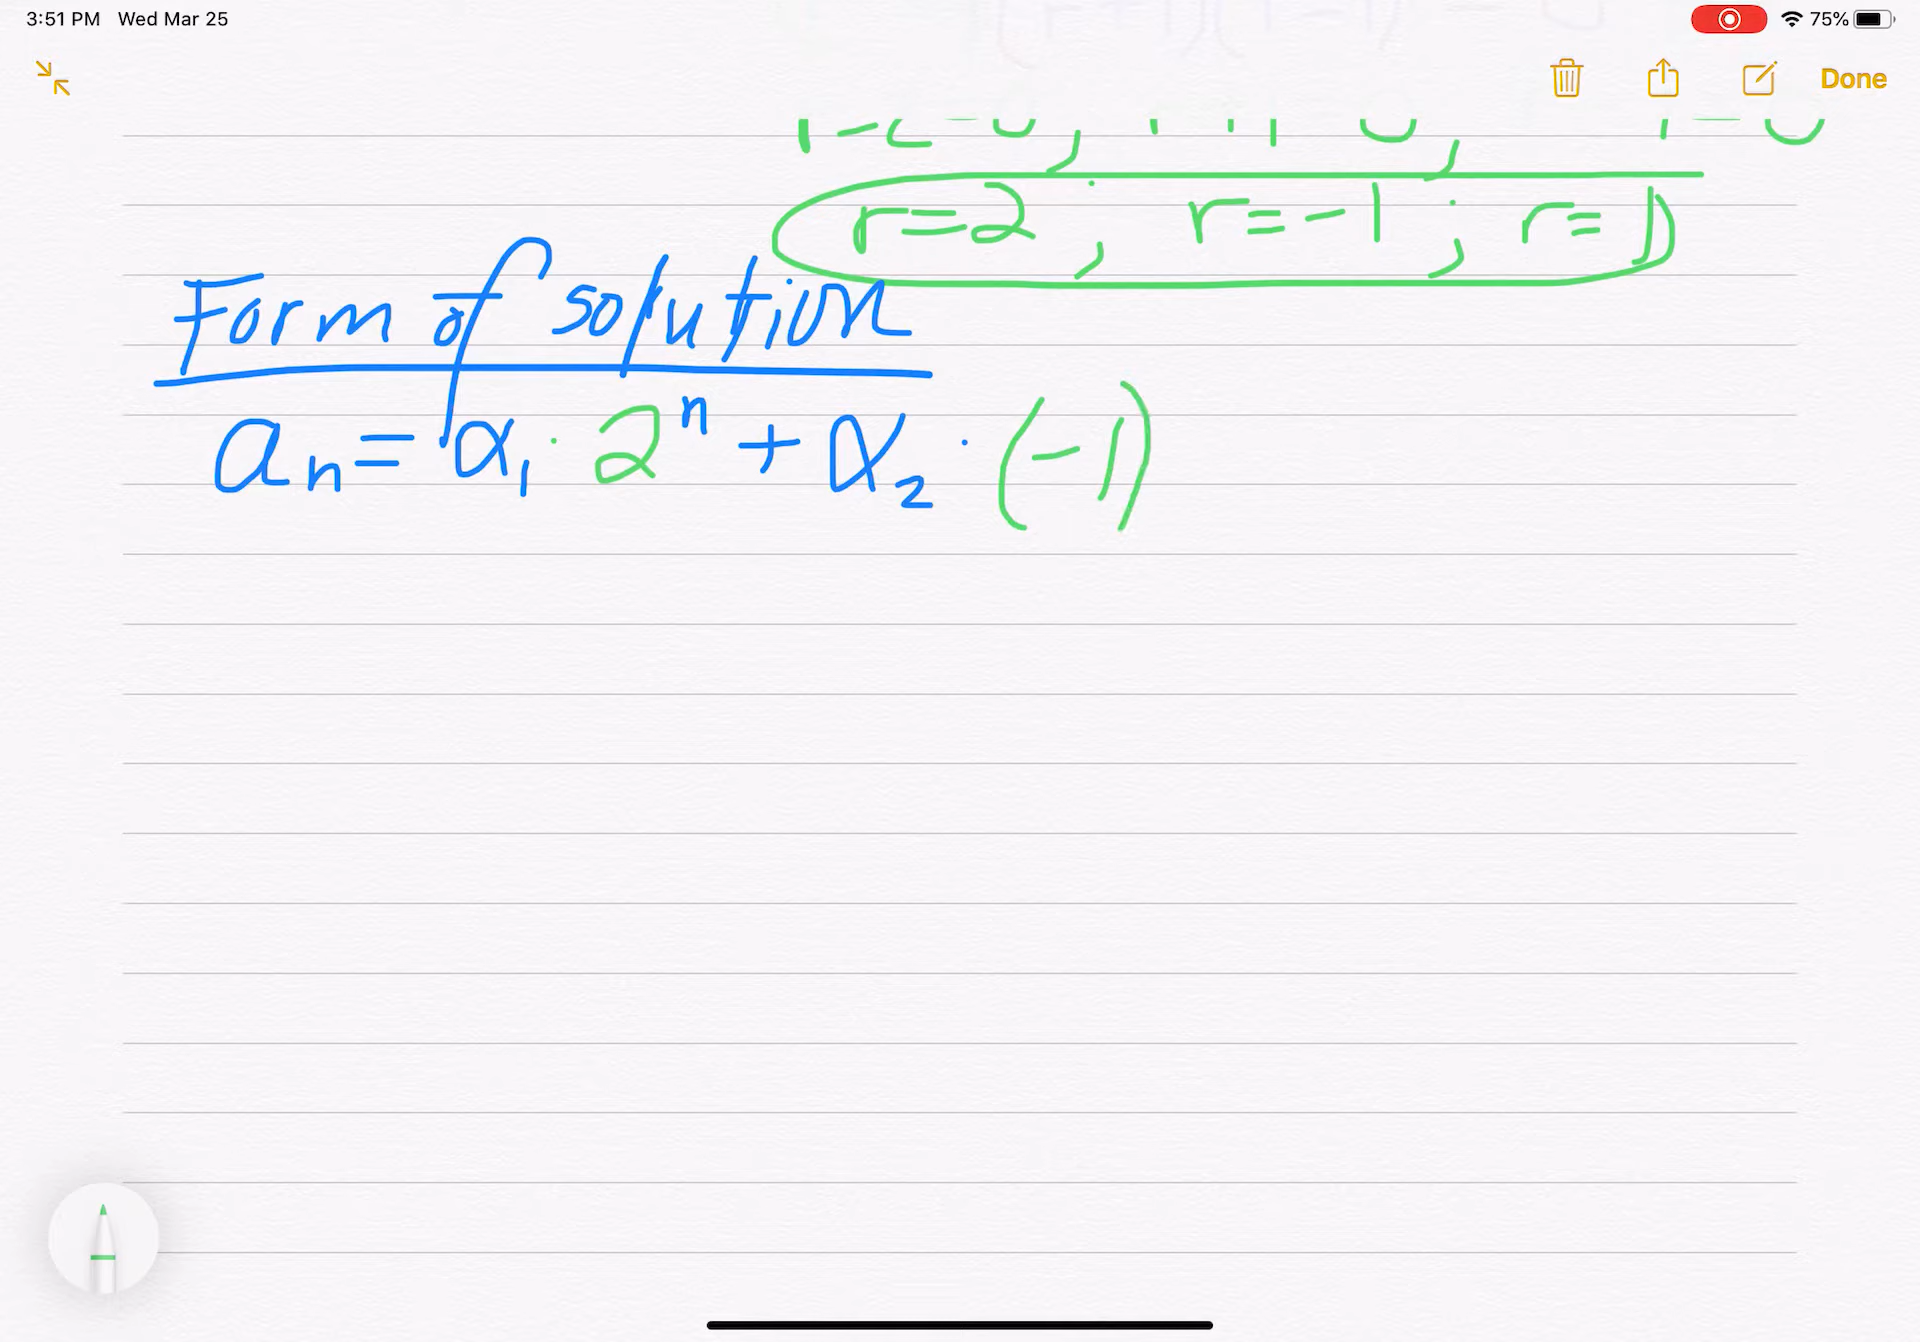 3:51 PM Wed Mar 25 75%
Done
r=2, r=-1; r=1
Form of solution
aₙ= α₁·2ⁿ + α₂·(-1)